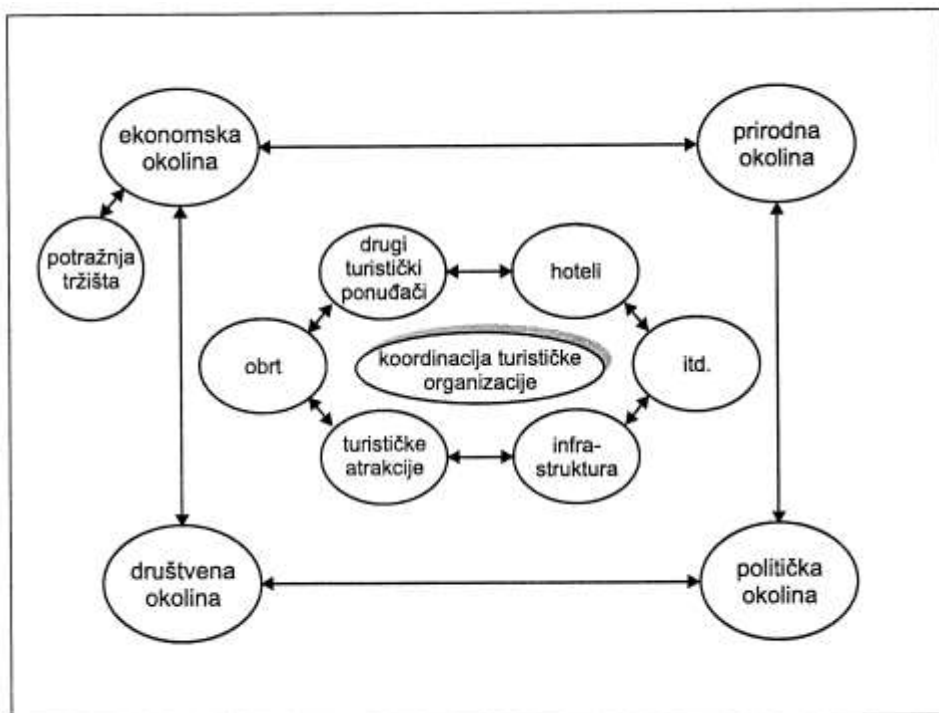 ekonomska
okolina
prirodna
okolina
potražnja
tržišta
drugi
turistički
ponuđači
hoteli
obrt
koordinacija turističke
organizacije
itd.
turističke
atrakcije
infra-
struktura
društvena
okolina
politička
okolina